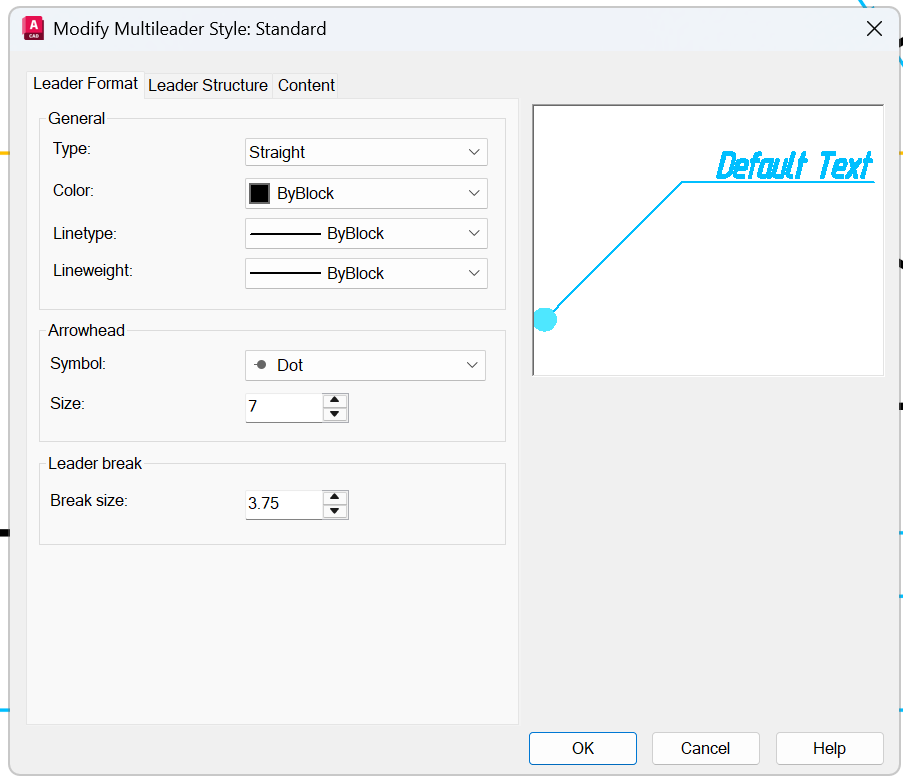 A
CAD
Modify Multileader Style: Standard
Leader Format
Leader Structure
Content
General
Type:
Straight
Color:
ByBlock
Linetype:
ByBlock
Lineweight:
ByBlock
Arrowhead
Symbol:
Dot
Size:
7
Leader break
Break size:
3.75
Default Text
OK
Cancel
Help